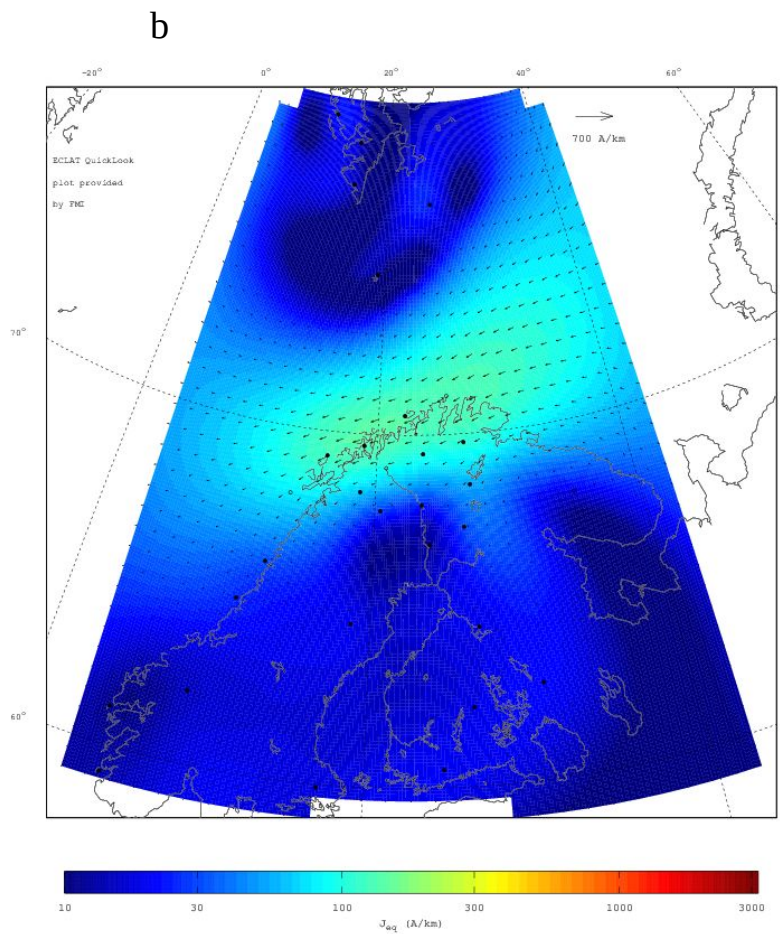 b
-20° 0° 20° 40° 60°
700 A/km
ECLAT QuickLook
plot provided
by FMI
70°
60°
10 30 100 300 1000 3000
Jeq (A/km)